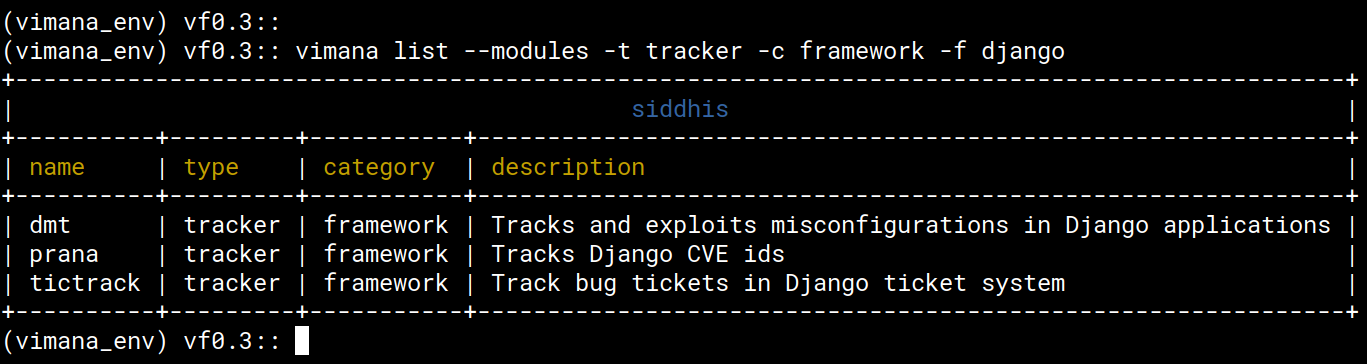 (vimana_env) vf0.3::
(vimana_env) vf0.3:: vimana list --modules -t tracker -c framework -f django
+----------+---------+-----------+--------------------------------------------------------------+
| siddhis |
+----------+---------+-----------+--------------------------------------------------------------+
| name | type | category | description |
+----------+---------+-----------+--------------------------------------------------------------+
| dmt | tracker | framework | Tracks and exploits misconfigurations in Django applications |
| prana | tracker | framework | Tracks Django CVE ids |
| tictrack | tracker | framework | Track bug tickets in Django ticket system |
+----------+---------+-----------+--------------------------------------------------------------+
(vimana_env) vf0.3::